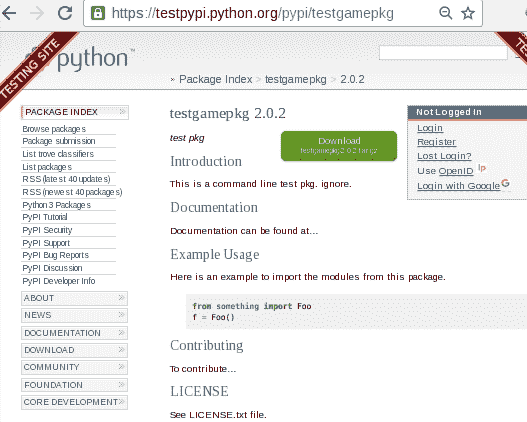 https://testpypi.python.org/pypi/testgamepkg
TESTING SITE
python™
» Package Index > testgamepkg > 2.0.2
PACKAGE INDEX »
Browse packages
Package submission
List trove classifiers
List packages
RSS (latest 40 updates)
RSS (newest 40 packages)
Python 3 Packages
PyPI Tutorial
PyPI Security
PyPI Support
PyPI Bug Reports
PyPI Discussion
PyPI Developer Info
ABOUT »
NEWS »
DOCUMENTATION »
DOWNLOAD »
COMMUNITY »
FOUNDATION »
CORE DEVELOPMENT »
testgamepkg 2.0.2
test pkg
Download
testgamepkg-2.0.2.tar.gz
Introduction
This is a command line test pkg. ignore.
Documentation
Documentation can be found at...
Example Usage
Here is an example to import the modules from this package.
from something import Foo
f = Foo()
Contributing
To contribute...
LICENSE
See LICENSE.txt file.
Not Logged In
Login
Register
Lost Login?
Use OpenID lp
Login with Google G
TE